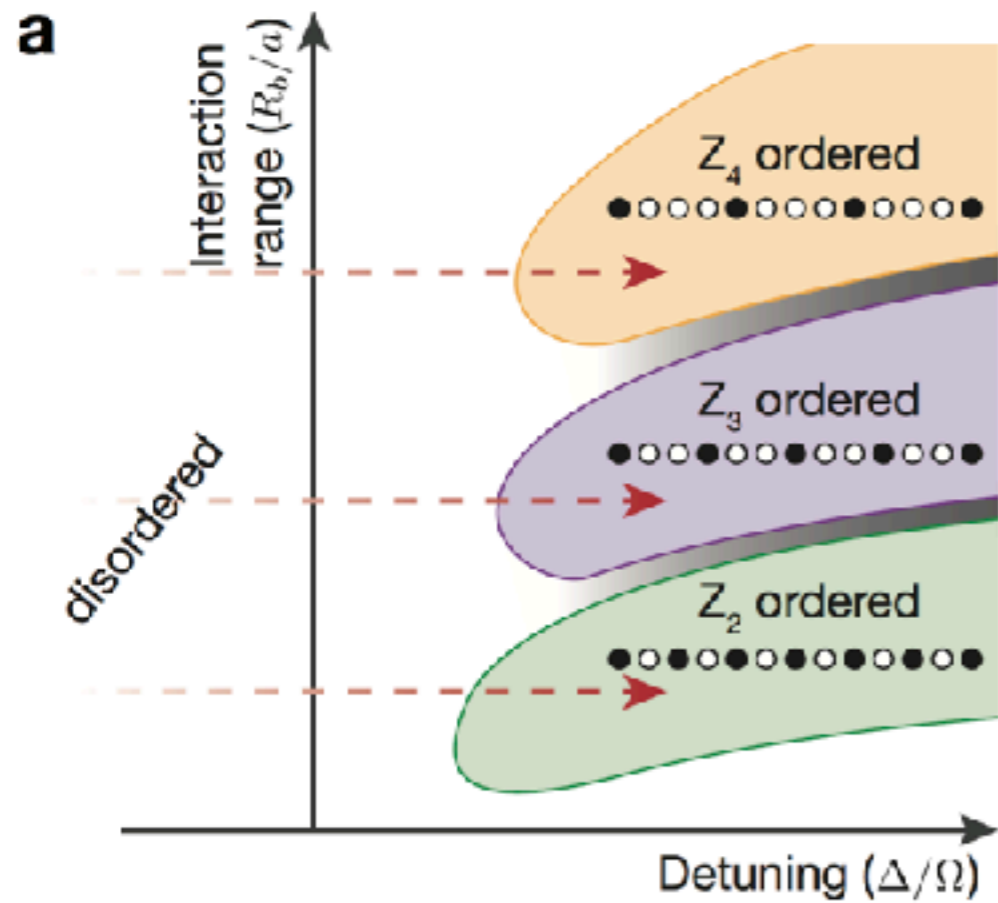 a
Interaction
range (R_b/a)
Z₄ ordered
Z₃ ordered
disordered
Z₂ ordered
Detuning (Δ/Ω)